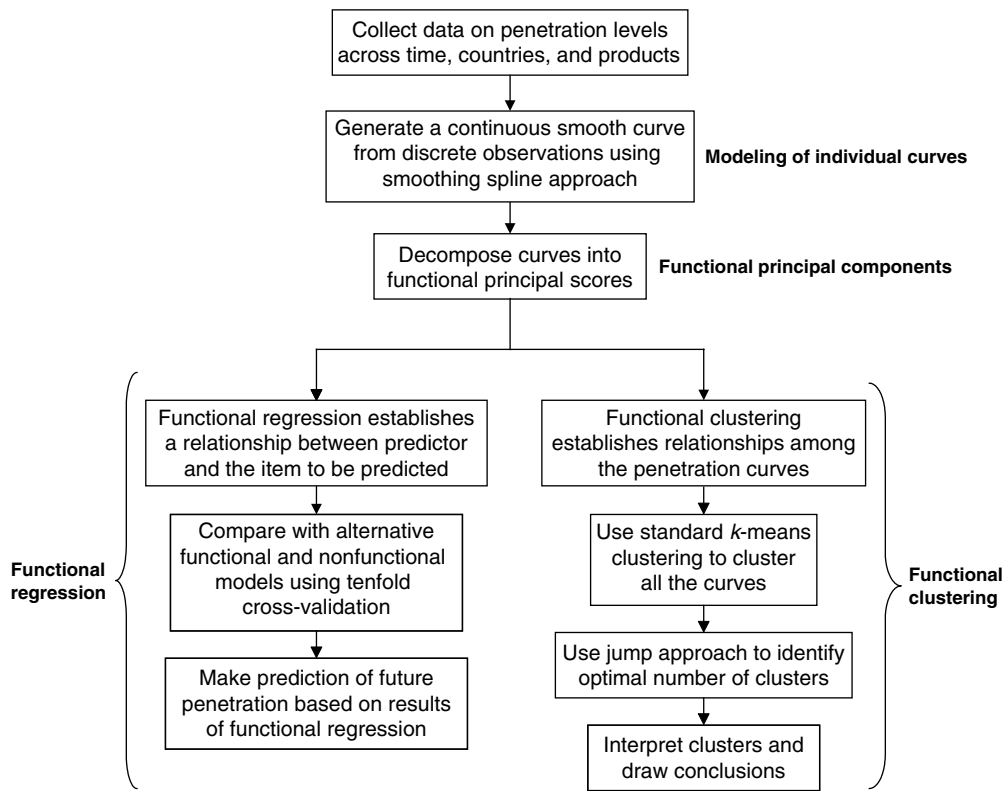 Collect data on penetration levels
across time, countries, and products
Generate a continuous smooth curve
from discrete observations using
smoothing spline approach
Modeling of individual curves
Decompose curves into
functional principal scores
Functional principal components
Functional regression establishes
a relationship between predictor
and the item to be predicted
Compare with alternative
functional and nonfunctional
models using tenfold
cross-validation
Make prediction of future
penetration based on results
of functional regression
Functional
regression
Functional clustering
establishes relationships among
the penetration curves
Use standard k-means
clustering to cluster
all the curves
Use jump approach to identify
optimal number of clusters
Interpret clusters and
draw conclusions
Functional
clustering